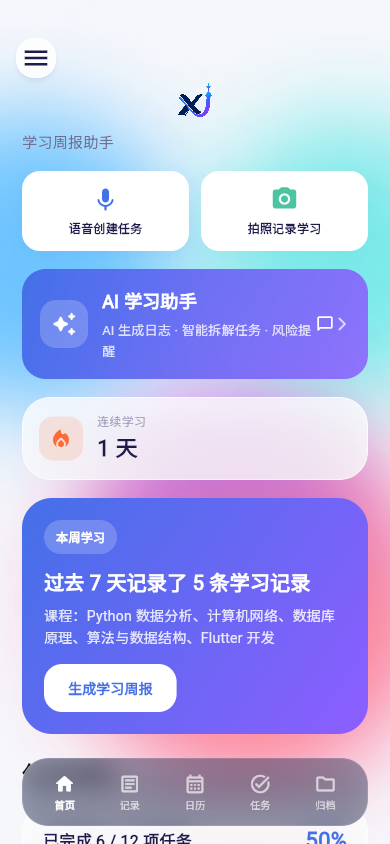 XJ
学习周报助手
语音创建任务
拍照记录学习
AI 学习助手
AI 生成日志 · 智能拆解任务 · 风险提
醒
连续学习
1 天
本周学习
过去 7 天记录了 5 条学习记录
课程：Python 数据分析、计算机网络、数据库
原理、算法与数据结构、Flutter 开发
生成学习周报
首页
记录
日历
任务
归档
已完成 6 / 12 项任务
50%